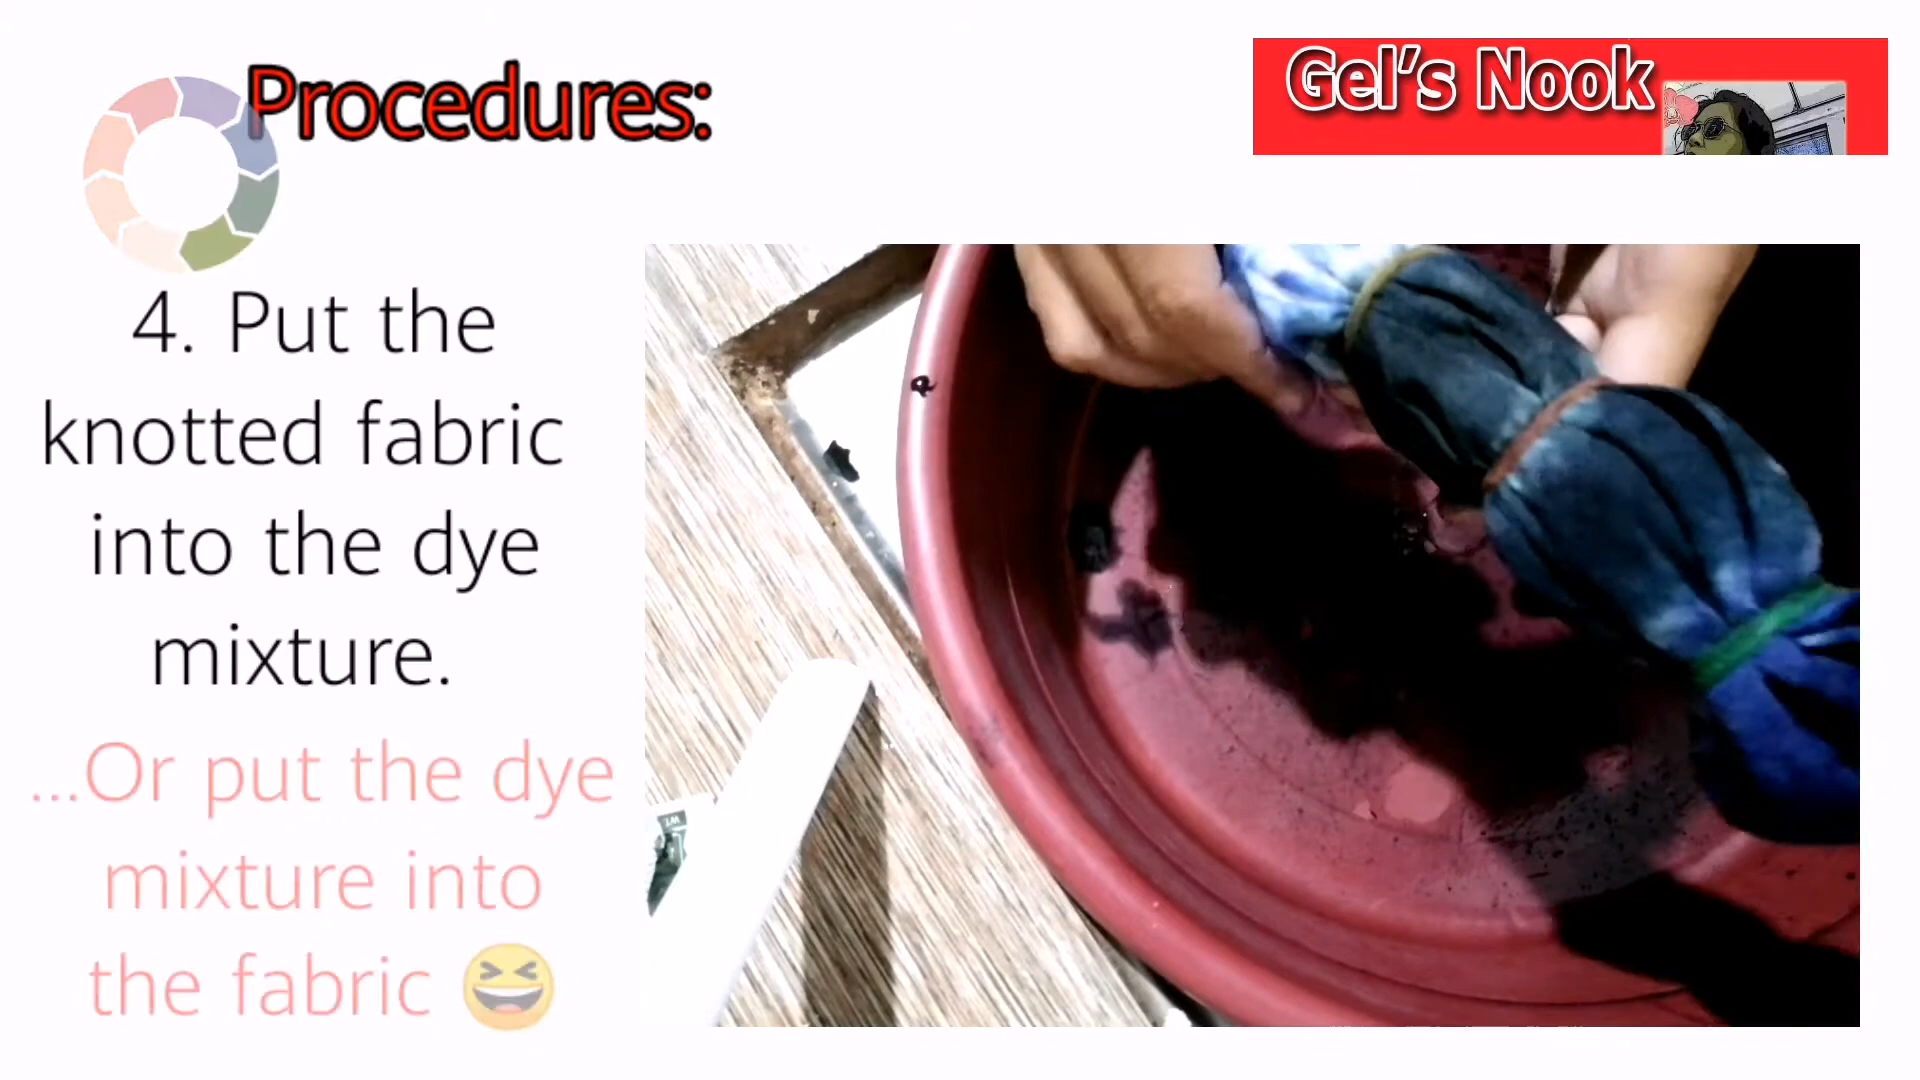 Procedures:
Gel's Nook
4. Put the
knotted fabric
into the dye
mixture.
...Or put the dye
mixture into
the fabric 😆